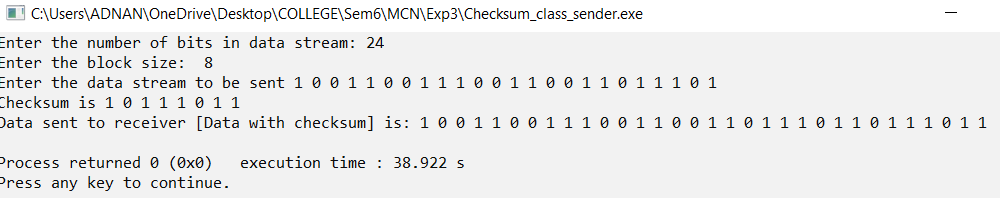 C:\Users\ADNAN\OneDrive\Desktop\COLLEGE\Sem6\MCN\Exp3\Checksum_class_sender.exe
Enter the number of bits in data stream: 24
Enter the block size:  8
Enter the data stream to be sent 1 0 0 1 1 0 0 1 1 1 0 0 1 1 0 0 1 1 0 1 1 1 0 1
Checksum is 1 0 1 1 1 0 1 1
Data sent to receiver [Data with checksum] is: 1 0 0 1 1 0 0 1 1 1 0 0 1 1 0 0 1 1 0 1 1 1 0 1 1 0 1 1 1 0 1 1
Process returned 0 (0x0)   execution time : 38.922 s
Press any key to continue.